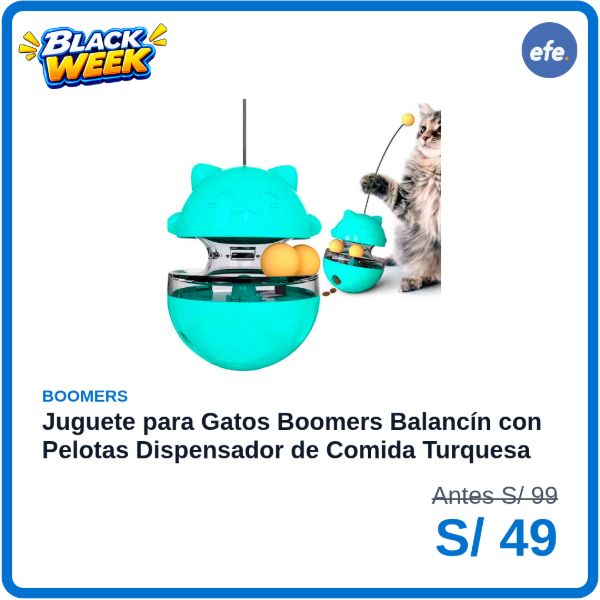 BLACK
WEEK
efe.
BOOMERS
Juguete para Gatos Boomers Balancín con
Pelotas Dispensador de Comida Turquesa
Antes S/ 99
S/ 49